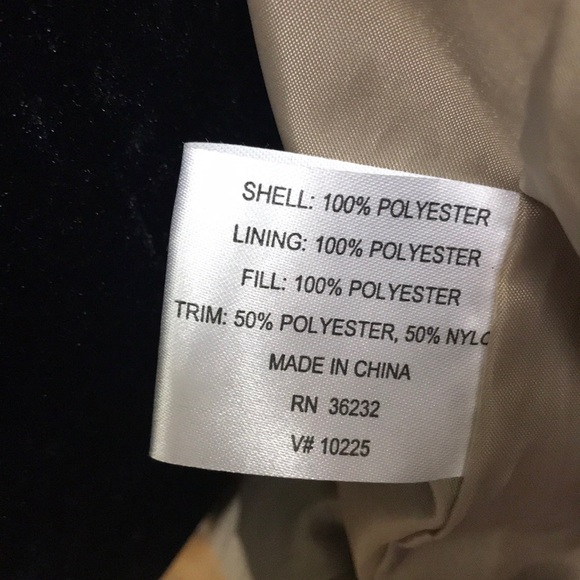 SHELL: 100% POLYESTER
LINING: 100% POLYESTER
FILL: 100% POLYESTER
TRIM: 50% POLYESTER, 50% NYLO
MADE IN CHINA
RN 36232
V# 10225